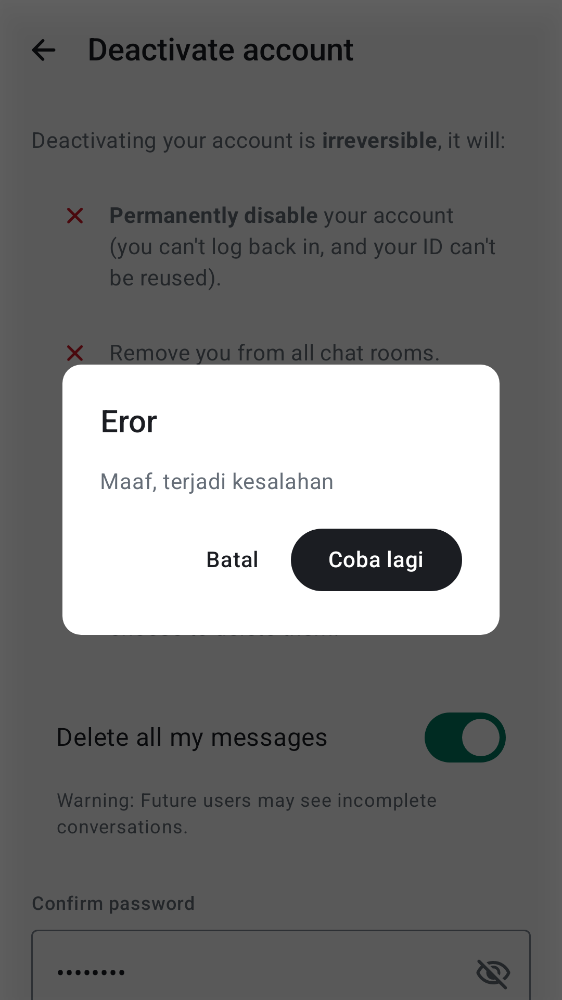 Deactivate account
Deactivating your account is irreversible, it will:
Permanently disable your account
(you can't log back in, and your ID can't
be reused).
Remove you from all chat rooms.
Eror
Maaf, terjadi kesalahan
Batal
Coba lagi
Delete all my messages
Warning: Future users may see incomplete
conversations.
Confirm password
••••••••